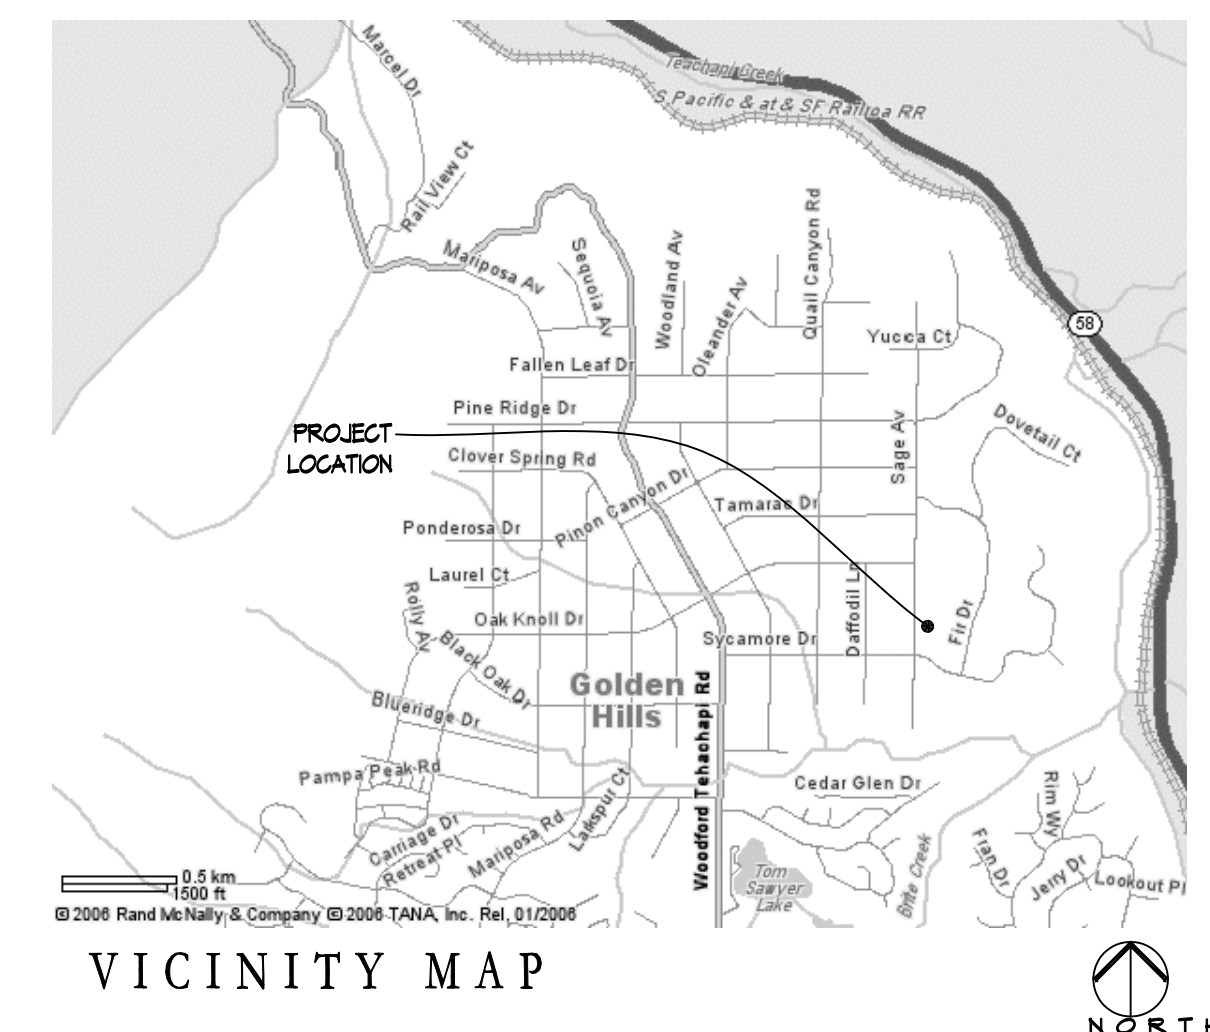 Marcel Dr
Teachapi Creek
S Pacific & at & SF Railroa RR
Rail View Ct
Mariposa Av
Sequoia Av
Woodland Av
Oleander Av
Quail Canyon Rd
58
Yucca Ct
Fallen Leaf Dr
Pine Ridge Dr
PROJECT
LOCATION
Sage Av
Dovetail Ct
Clover Spring Rd
Pinon Canyon Dr
Tamarac Dr
Ponderosa Dr
Laurel Ct
Rolly Av
Oak Knoll Dr
Black Oak Dr
Sycamore Dr
Daffodil Ln
Fir Dr
Golden
Hills
Blueridge Dr
Woodford Tehachapi Rd
Pampa Peak Rd
Cedar Glen Dr
Larkspur Ct
Carriage Dr
Retreat Pl
Mariposa Rd
Rim Wy
Fran Dr
Jerry Dr
Lookout Pl
Brite Creek
Tom
Sawyer
Lake
0.5 km
1500 ft
© 2006 Rand McNally & Company © 2006 TANA, Inc. Rel. 01/2006
VICINITY MAP
NORTH